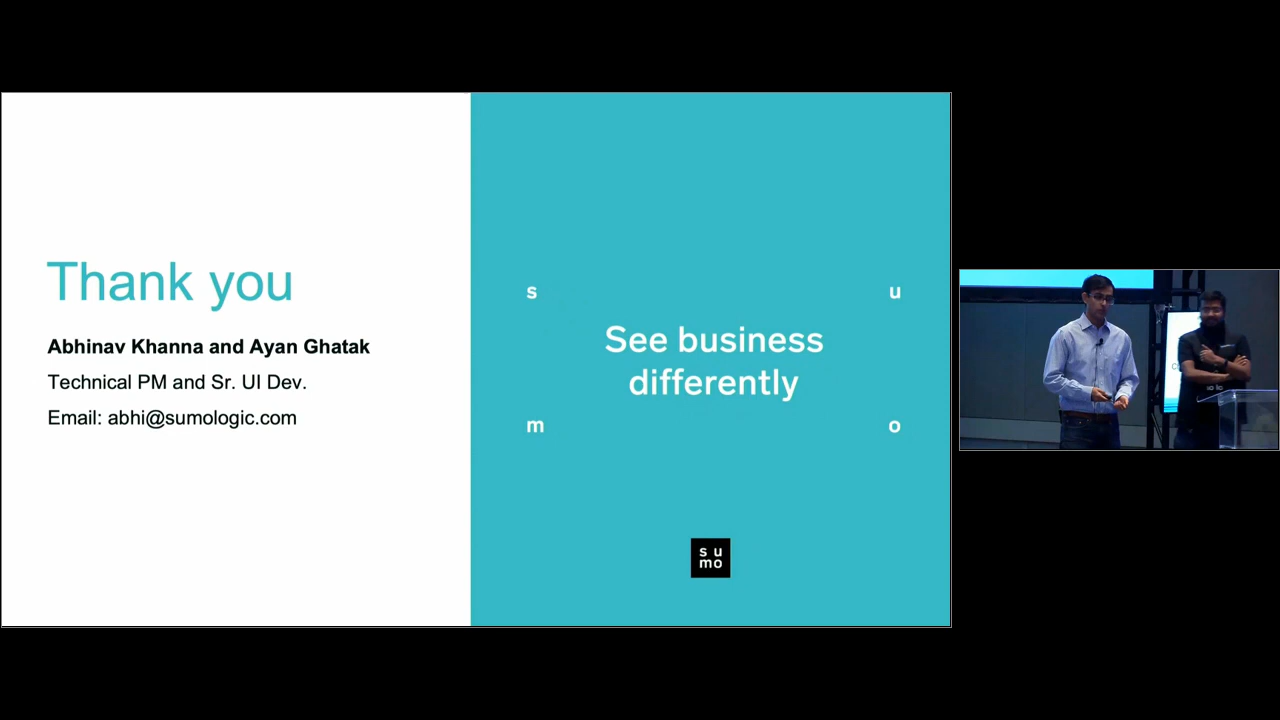 Thank you
Abhinav Khanna and Ayan Ghatak
Technical PM and Sr. UI Dev.
Email: abhi@sumologic.com
s u
See business
differently
m o
s u
mo